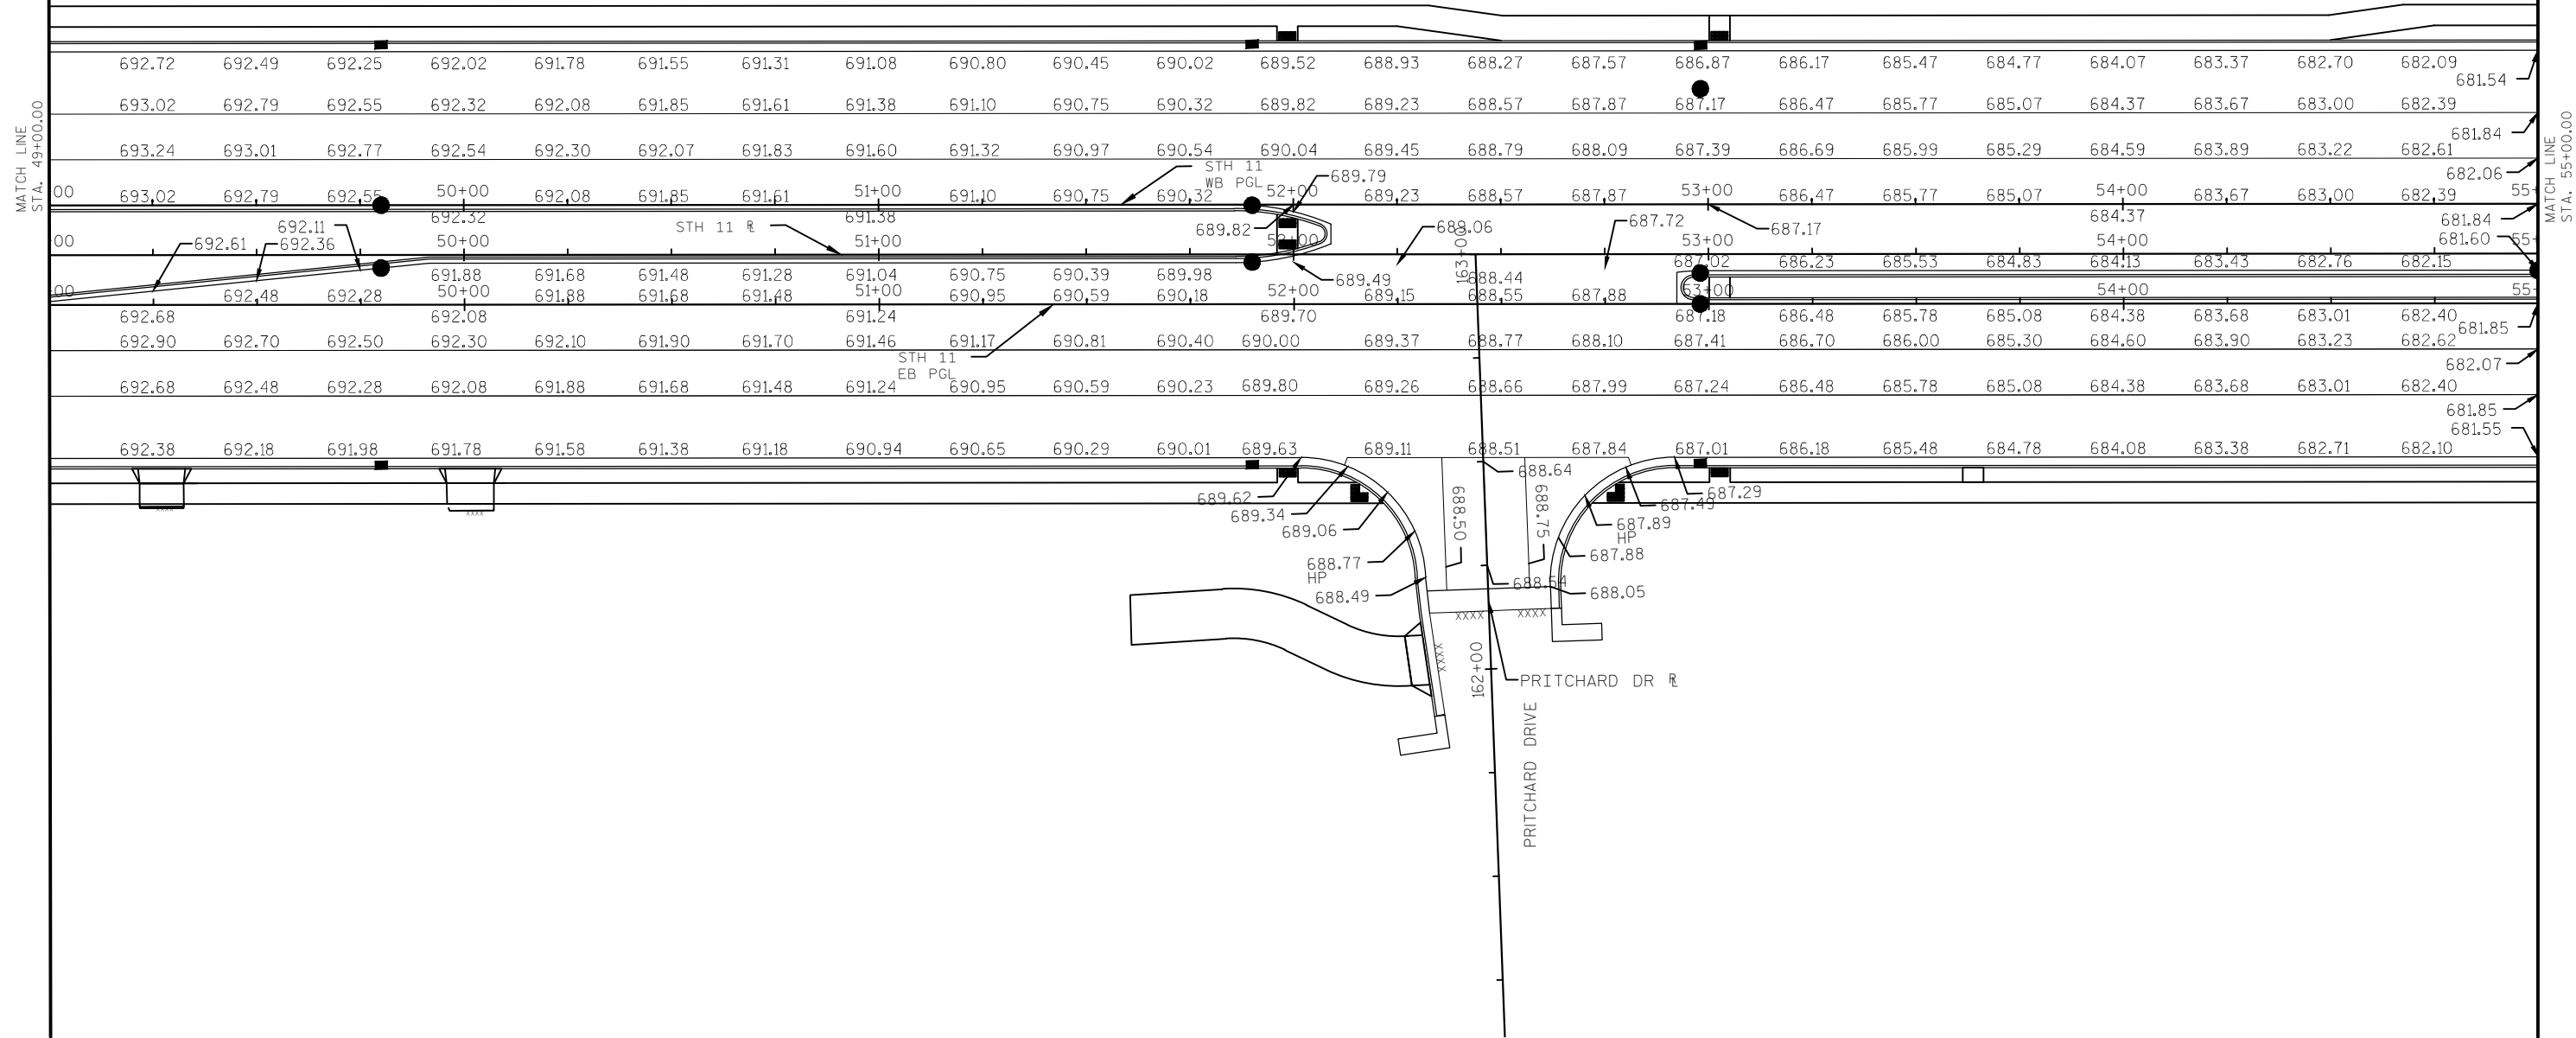 692.72 692.49 692.25 692.02 691.78 691.55 691.31 691.08 690.80 690.45 690.02 689.52 688.93 688.27 687.57 686.87 686.17 685.47 684.77 684.07 683.37 682.70 682.09
681.54
693.02 692.79 692.55 692.32 692.08 691.85 691.61 691.38 691.10 690.75 690.32 689.82 689.23 688.57 687.87 687.17 686.47 685.77 685.07 684.37 683.67 683.00 682.39
681.84
693.24 693.01 692.77 692.54 692.30 692.07 691.83 691.60 691.32 690.97 690.54 690.04 689.45 688.79 688.09 687.39 686.69 685.99 685.29 684.59 683.89 683.22 682.61
682.06
MATCH LINE
STA. 49+00.00
MATCH LINE
STA. 55+00.00
STH 11
WB PGL
689.79
00 693.02 692.79 692.55 50+00 692.08 691.85 691.61 51+00 691.10 690.75 690.32 52+00 689.23 688.57 687.87 53+00 686.47 685.77 685.07 54+00 683.67 683.00 682.39 55+
692.32 691.38 684.37
681.84
692.11 STH 11 RL 689.82 689.06 687.72 687.17
00 692.61 692.36 50+00 51+00 52+00 163+00 53+00 54+00 681.60 55+
691.88 691.68 691.48 691.28 691.04 690.75 690.39 689.98 689.49 688.44 687.02 686.23 685.53 684.83 684.13 683.43 682.76 682.15
00 692.48 692.28 50+00 691.88 691.68 691.48 51+00 690.95 690.59 690.18 52+00 689.15 688.55 687.88 53+00 54+00 55+
692.68 692.08 691.24 689.70 687.18 686.48 685.78 685.08 684.38 683.68 683.01 682.40
681.85
692.90 692.70 692.50 692.30 692.10 691.90 691.70 691.46 691.17 690.81 690.40 690.00 689.37 688.77 688.10 687.41 686.70 686.00 685.30 684.60 683.90 683.23 682.62
STH 11
EB PGL
682.07
692.68 692.48 692.28 692.08 691.88 691.68 691.48 691.24 690.95 690.59 690.23 689.80 689.26 688.66 687.99 687.24 686.48 685.78 685.08 684.38 683.68 683.01 682.40
681.85
681.55
692.38 692.18 691.98 691.78 691.58 691.38 691.18 690.94 690.65 690.29 690.01 689.63 689.11 688.51 687.84 687.01 686.18 685.48 684.78 684.08 683.38 682.71 682.10
688.64
689.62 687.29
687.49
689.34
688.50
688.75
689.06 687.89
HP
688.77
HP
687.88
688.54
688.49 688.05
XXXX XXXX
XXXX XXXX
XXXX
162+00
PRITCHARD DR RL
PRITCHARD DRIVE